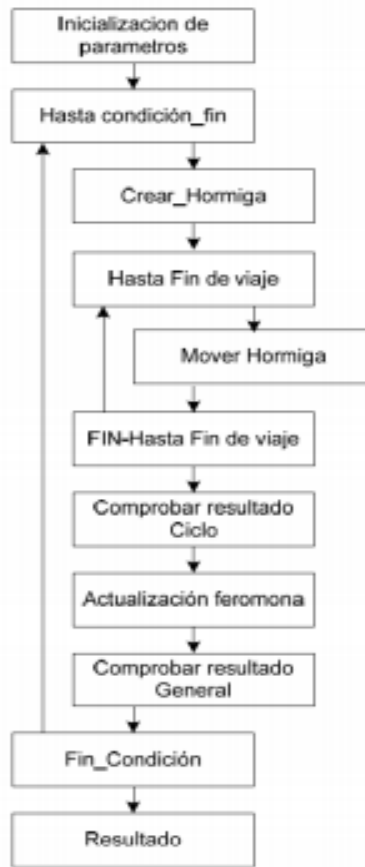 Inicializacion de
parametros
Hasta condición_fin
Crear_Hormiga
Hasta Fin de viaje
Mover Hormiga
FIN-Hasta Fin de viaje
Comprobar resultado
Ciclo
Actualización feromona
Comprobar resultado
General
Fin_Condición
Resultado